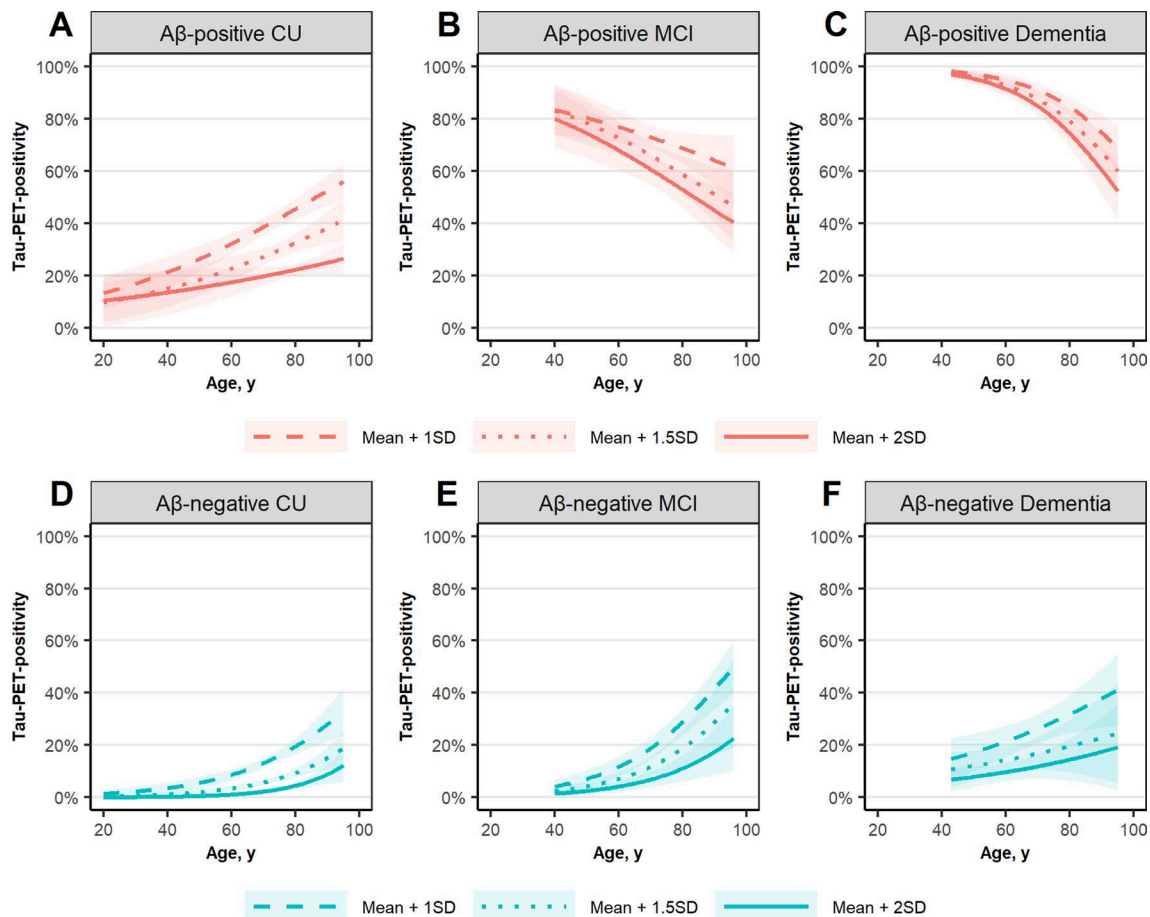 A
Aβ-positive CU
B
Aβ-positive MCI
C
Aβ-positive Dementia
Tau-PET-positivity
100%
80%
60%
40%
20%
0%
20 40 60 80 100
Age, y
Tau-PET-positivity
100%
80%
60%
40%
20%
0%
20 40 60 80 100
Age, y
Tau-PET-positivity
100%
80%
60%
40%
20%
0%
20 40 60 80 100
Age, y
Mean + 1SD Mean + 1.5SD Mean + 2SD
D
Aβ-negative CU
E
Aβ-negative MCI
F
Aβ-negative Dementia
Tau-PET-positivity
100%
80%
60%
40%
20%
0%
20 40 60 80 100
Age, y
Tau-PET-positivity
100%
80%
60%
40%
20%
0%
20 40 60 80 100
Age, y
Tau-PET-positivity
100%
80%
60%
40%
20%
0%
20 40 60 80 100
Age, y
Mean + 1SD Mean + 1.5SD Mean + 2SD